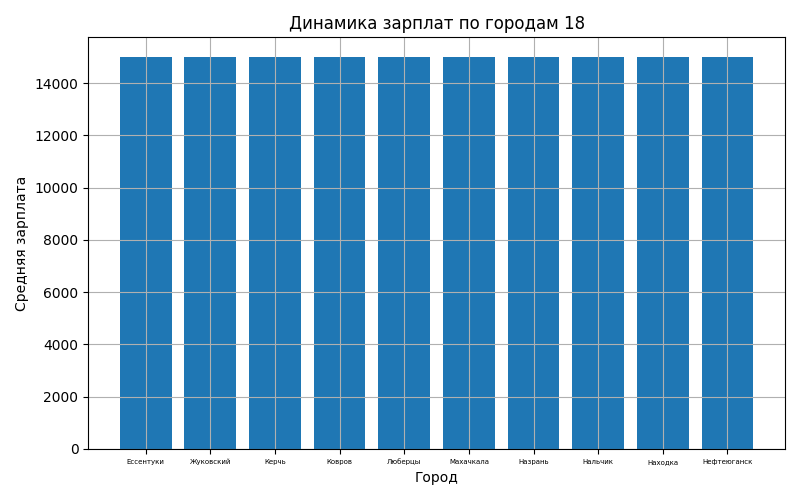 Динамика зарплат по городам 18
Средняя зарплата
14000
12000
10000
8000
6000
4000
2000
0
Ессентуки Жуковский Керчь Ковров Люберцы Махачкала Назрань Нальчик Находка Нефтеюганск
Город